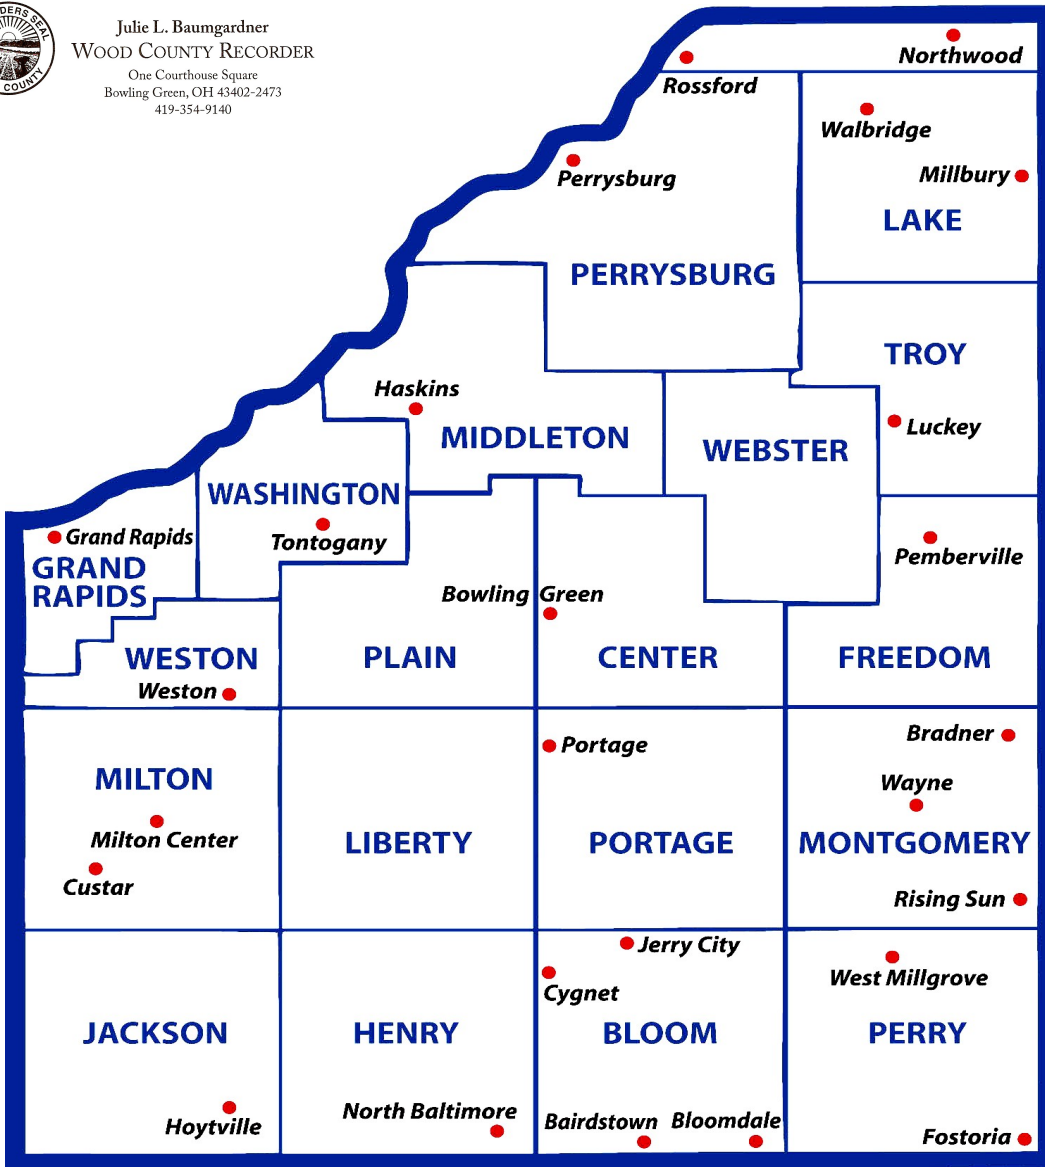 DERS SEAL
COUNTY
Julie L. Baumgardner
WOOD COUNTY RECORDER
One Courthouse Square
Bowling Green, OH 43402-2473
419-354-9140
Northwood
Rossford
Walbridge
Perrysburg
Millbury
LAKE
PERRYSBURG
TROY
Haskins
Luckey
MIDDLETON
WEBSTER
WASHINGTON
Grand Rapids
Tontogany
Pemberville
GRAND
RAPIDS
Bowling Green
WESTON
PLAIN
CENTER
FREEDOM
Weston
Bradner
Portage
MILTON
Wayne
Milton Center
LIBERTY
PORTAGE
MONTGOMERY
Custar
Rising Sun
Jerry City
West Millgrove
Cygnet
JACKSON
HENRY
BLOOM
PERRY
North Baltimore
Bairdstown
Bloomdale
Hoytville
Fostoria